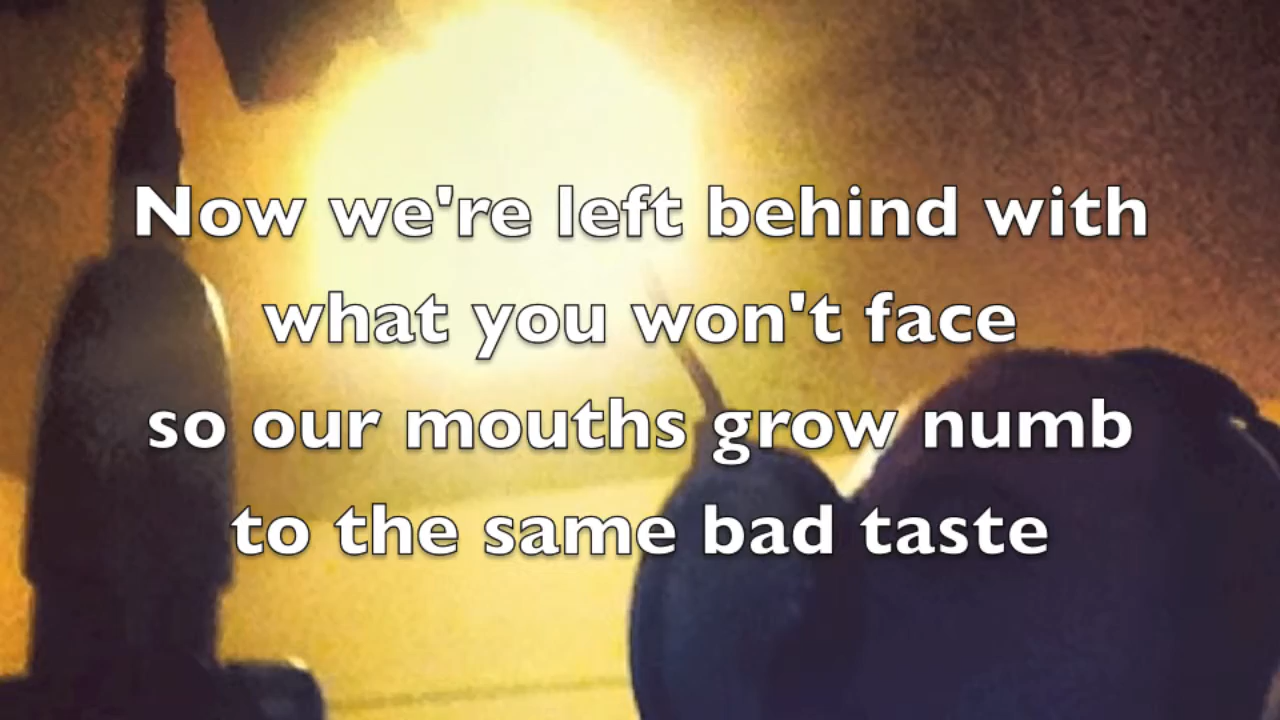 Now we're left behind with
what you won't face
so our mouths grow numb
to the same bad taste